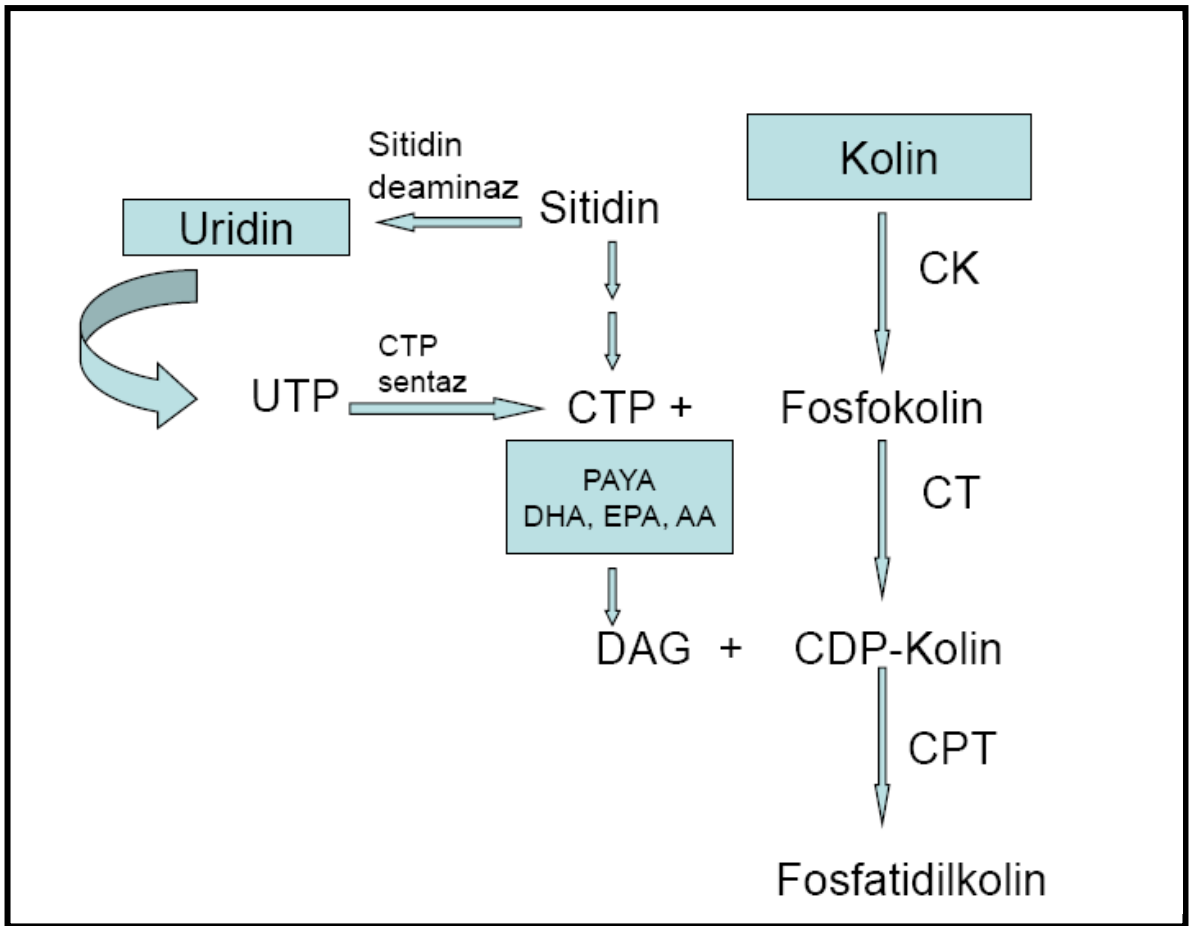 Sitidin
deaminaz
Kolin
Uridin
Sitidin
CK
CTP
sentaz
UTP
CTP +
Fosfokolin
PAYA
DHA, EPA, AA
CT
DAG + CDP-Kolin
CPT
Fosfatidilkolin